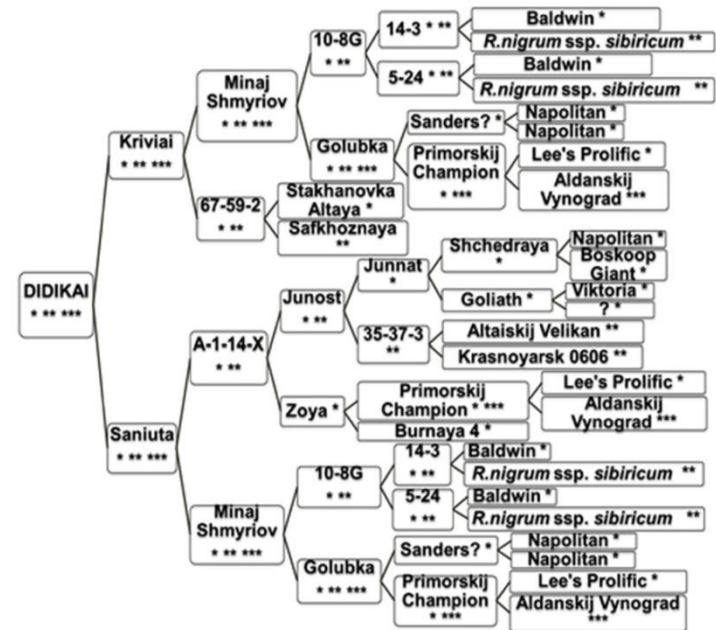 Baldwin *
14-3 * **
R.nigrum ssp. sibiricum **
10-8G
* **
Baldwin *
5-24 * **
R.nigrum ssp. sibiricum **
Minaj
Shmyriov
* ** ***
Napolitan *
Sanders? *
Napolitan *
Golubka
* ** ***
Primorskij
Champion
* ***
Lee's Prolific *
Aldanskij
Vynograd ***
Kriviai
* ** ***
67-59-2
* **
Stakhanovka
Altaya *
Safkhoznaya
**
DIDIKAI
* ** ***
Napolitan *
Shchedraya
*
Boskoop
Giant *
Junnat
*
Viktoria *
Goliath *
? *
Junost
* **
35-37-3
**
Altaiskij Velikan **
Krasnoyarsk 0606 **
A-1-14-X
* **
Zoya *
Primorskij
Champion * ***
Lee's Prolific *
Aldanskij
Vynograd ***
Burnaya 4 *
Saniuta
* ** ***
14-3
* **
Baldwin *
R.nigrum ssp. sibiricum **
10-8G
* **
5-24
* **
Baldwin *
R.nigrum ssp. sibiricum **
Minaj
Shmyriov
* ** ***
Sanders? *
Napolitan *
Napolitan *
Golubka
* ** ***
Primorskij
Champion
* ***
Lee's Prolific *
Aldanskij Vynograd
***